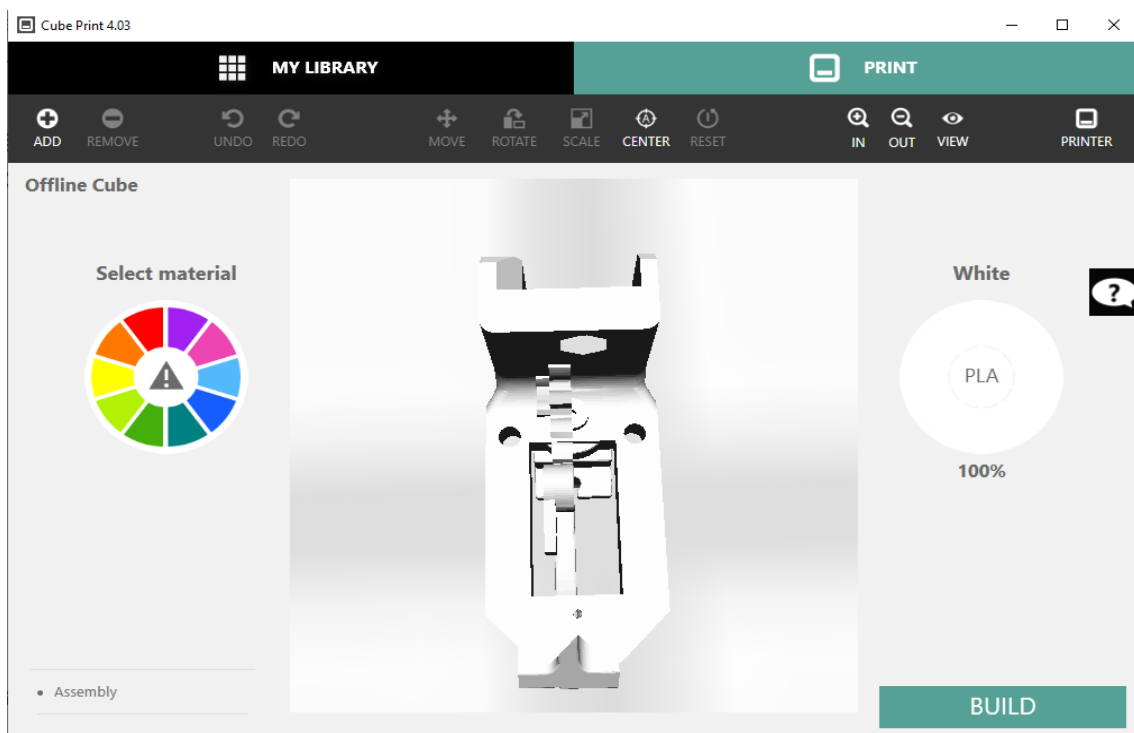 Cube Print 4.03
MY LIBRARY
PRINT
ADD
REMOVE
UNDO
REDO
MOVE
ROTATE
SCALE
CENTER
RESET
IN
OUT
VIEW
PRINTER
Offline Cube
Select material
White
?
PLA
100%
• Assembly
BUILD